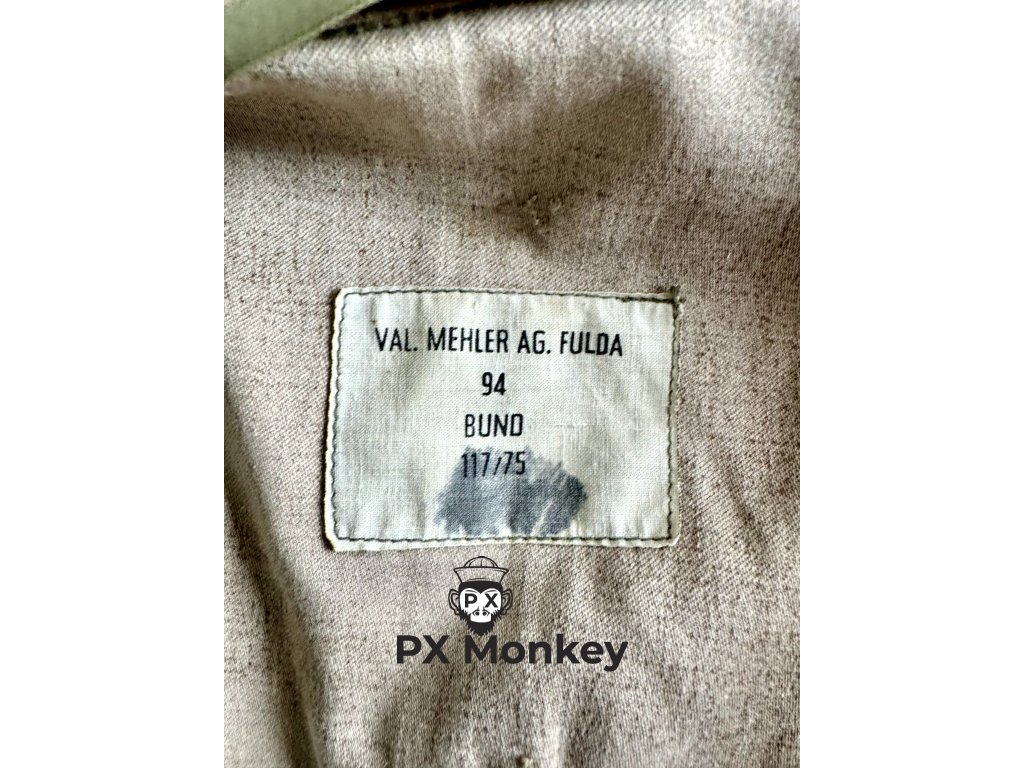 VAL. MEHLER AG. FULDA
94
BUND
117/75
PX
PX Monkey